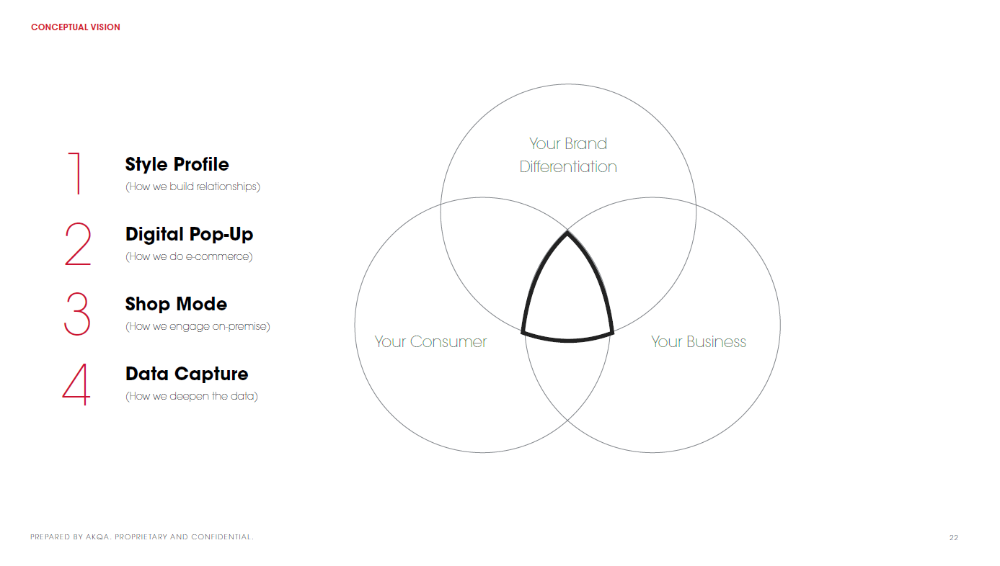 CONCEPTUAL VISION
1
Style Profile
(How we build relationships)
2
Digital Pop-Up
(How we do e-commerce)
3
Shop Mode
(How we engage on-premise)
4
Data Capture
(How we deepen the data)
Your Brand
Differentiation
Your Consumer
Your Business
PREPARED BY AKQA. PROPRIETARY AND CONFIDENTIAL.
22